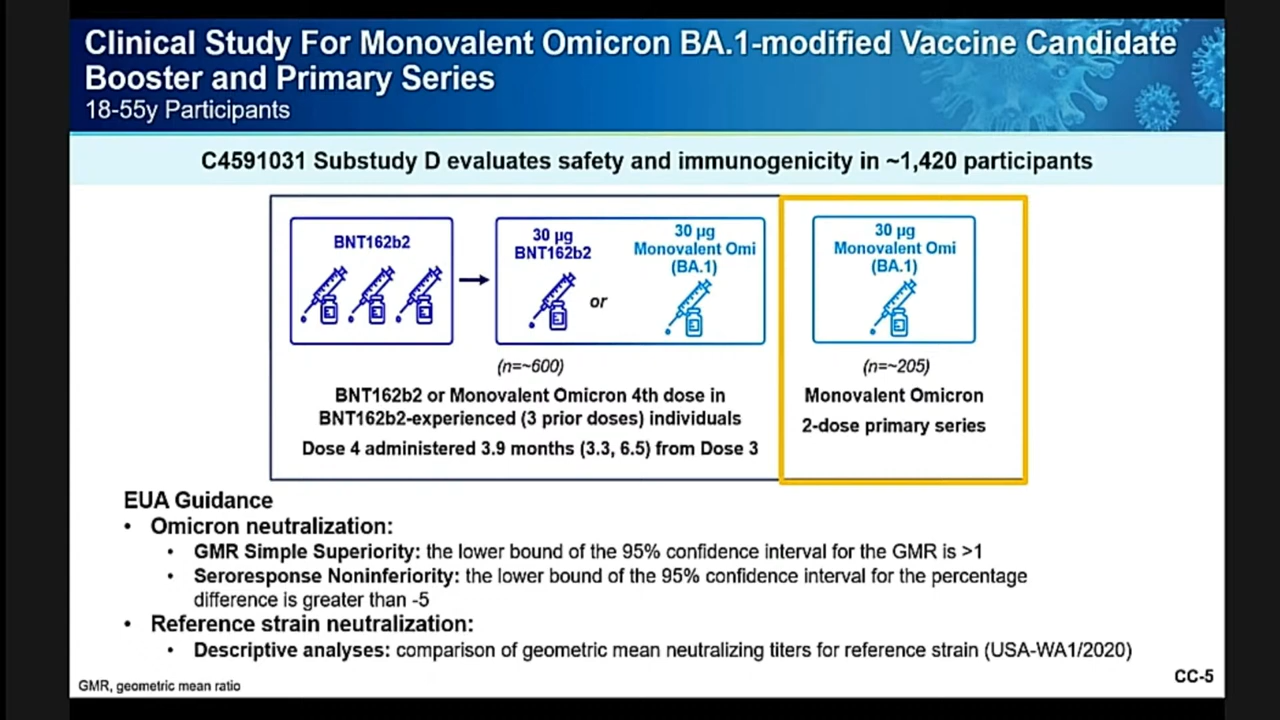 Clinical Study For Monovalent Omicron BA.1-modified Vaccine Candidate
Booster and Primary Series
18-55y Participants
C4591031 Substudy D evaluates safety and immunogenicity in ~1,420 participants
BNT162b2
30 µg
BNT162b2
or
30 µg
Monovalent Omi
(BA.1)
(n=~600)
BNT162b2 or Monovalent Omicron 4th dose in
BNT162b2-experienced (3 prior doses) individuals
Dose 4 administered 3.9 months (3.3, 6.5) from Dose 3
30 µg
Monovalent Omi
(BA.1)
(n=~205)
Monovalent Omicron
2-dose primary series
EUA Guidance
• Omicron neutralization:
• GMR Simple Superiority: the lower bound of the 95% confidence interval for the GMR is >1
• Seroresponse Noninferiority: the lower bound of the 95% confidence interval for the percentage
difference is greater than -5
• Reference strain neutralization:
• Descriptive analyses: comparison of geometric mean neutralizing titers for reference strain (USA-WA1/2020)
GMR, geometric mean ratio
CC-5